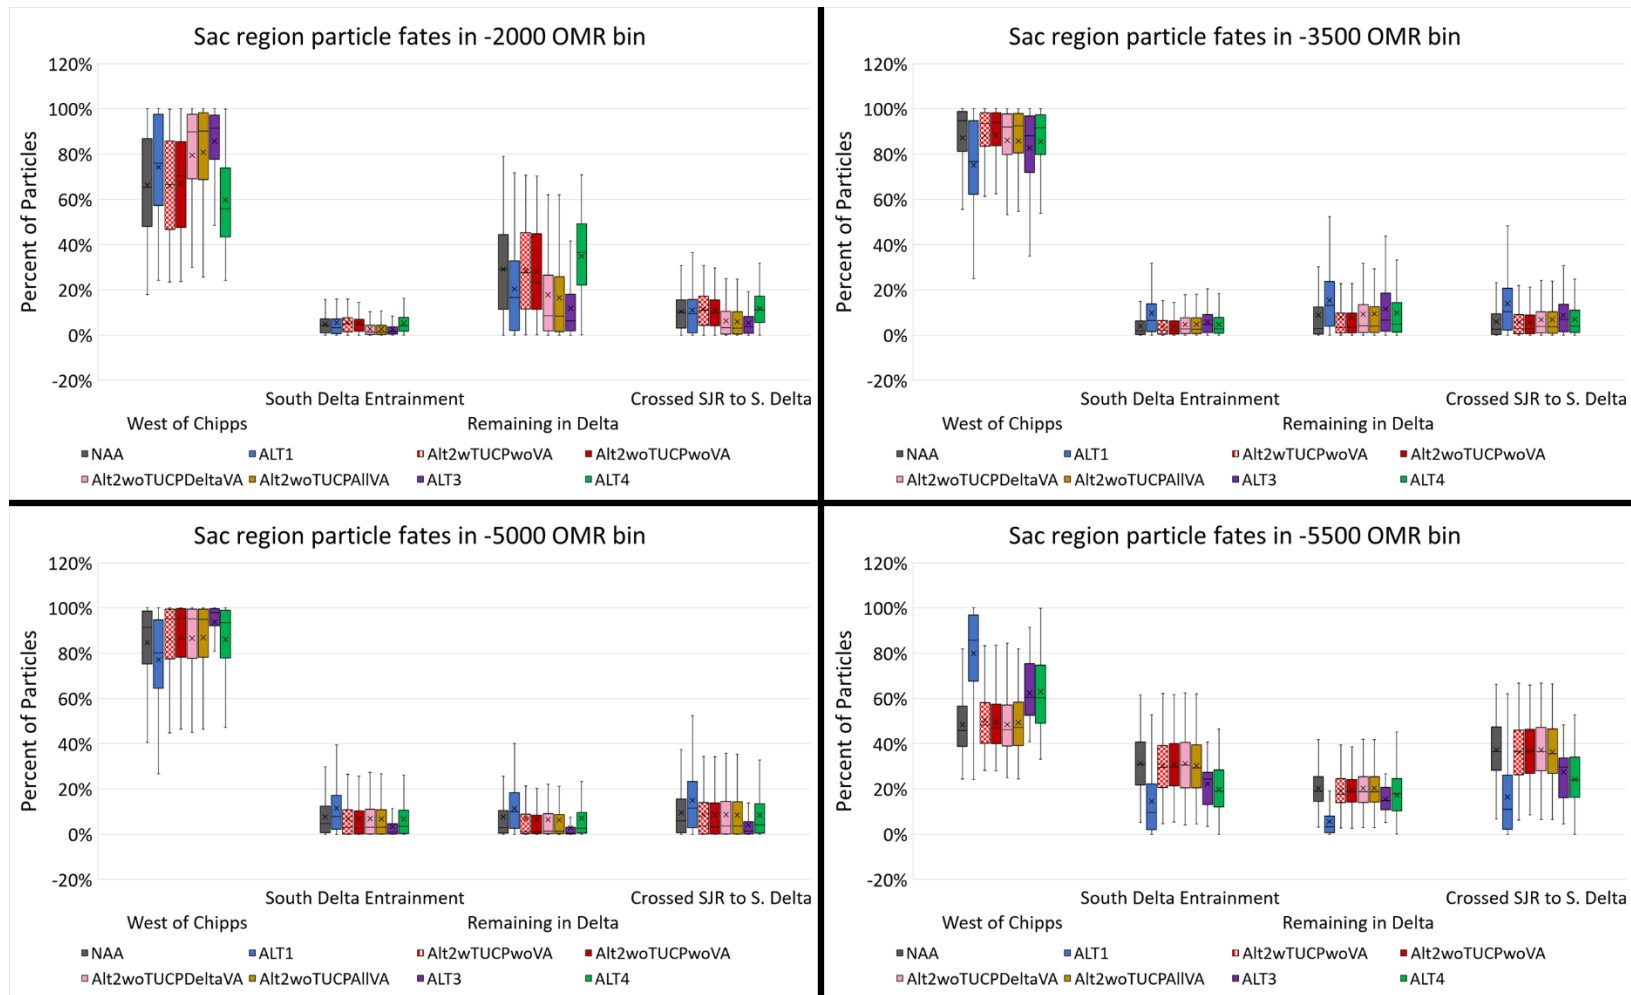 Sac region particle fates in -2000 OMR bin
120%
100%
80%
60%
40%
20%
0%
-20%
Percent of Particles
South Delta Entrainment
Crossed SJR to S. Delta
West of Chipps
Remaining in Delta
NAA
ALT1
Alt2wTUCPwoVA
Alt2woTUCPwoVA
Alt2woTUCPDeltaVA
Alt2woTUCPAllVA
ALT3
ALT4
Sac region particle fates in -3500 OMR bin
120%
100%
80%
60%
40%
20%
0%
-20%
Percent of Particles
South Delta Entrainment
Crossed SJR to S. Delta
West of Chipps
Remaining in Delta
NAA
ALT1
Alt2wTUCPwoVA
Alt2woTUCPwoVA
Alt2woTUCPDeltaVA
Alt2woTUCPAllVA
ALT3
ALT4
Sac region particle fates in -5000 OMR bin
120%
100%
80%
60%
40%
20%
0%
-20%
Percent of Particles
South Delta Entrainment
Crossed SJR to S. Delta
West of Chipps
Remaining in Delta
NAA
ALT1
Alt2wTUCPwoVA
Alt2woTUCPwoVA
Alt2woTUCPDeltaVA
Alt2woTUCPAllVA
ALT3
ALT4
Sac region particle fates in -5500 OMR bin
120%
100%
80%
60%
40%
20%
0%
-20%
Percent of Particles
South Delta Entrainment
Crossed SJR to S. Delta
West of Chipps
Remaining in Delta
NAA
ALT1
Alt2wTUCPwoVA
Alt2woTUCPwoVA
Alt2woTUCPDeltaVA
Alt2woTUCPAllVA
ALT3
ALT4